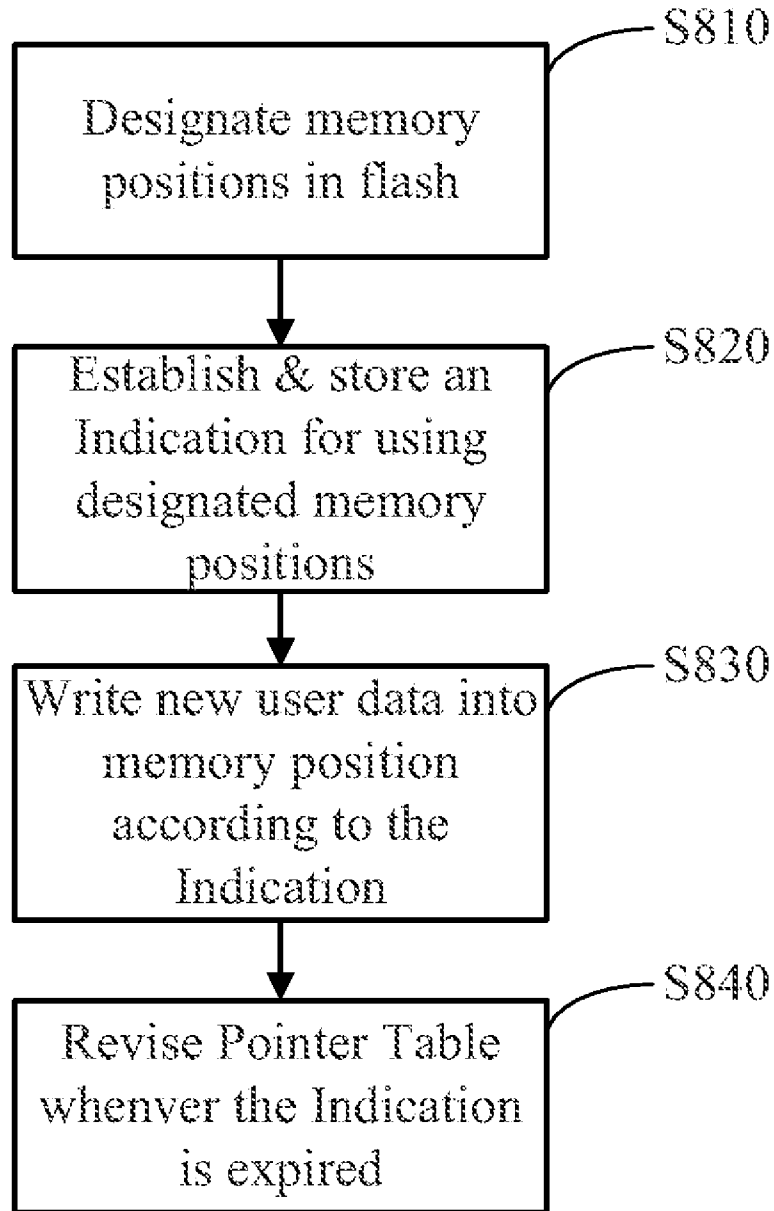 S810
Designate memory
positions in flash
S820
Establish & store an
Indication for using
designated memory
positions
S830
Write new user data into
memory position
according to the
Indication
S840
Revise Pointer Table
whenver the Indication
is expired